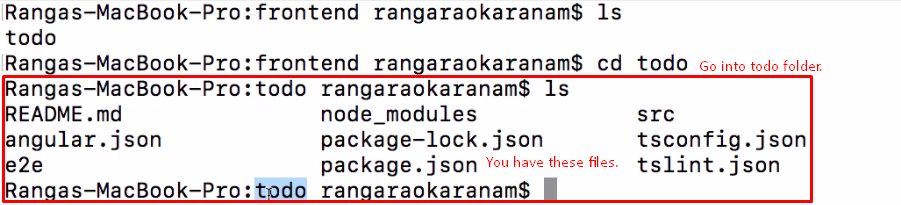 Rangas-MacBook-Pro:frontend rangaraokaranam$ ls
todo
Rangas-MacBook-Pro:frontend rangaraokaranam$ cd todo Go into todo folder.
Rangas-MacBook-Pro:todo rangaraokaranam$ ls
README.md node_modules src
angular.json package-lock.json tsconfig.json
e2e package.json You have these files. tslint.json
Rangas-MacBook-Pro:todo rangaraokaranam$